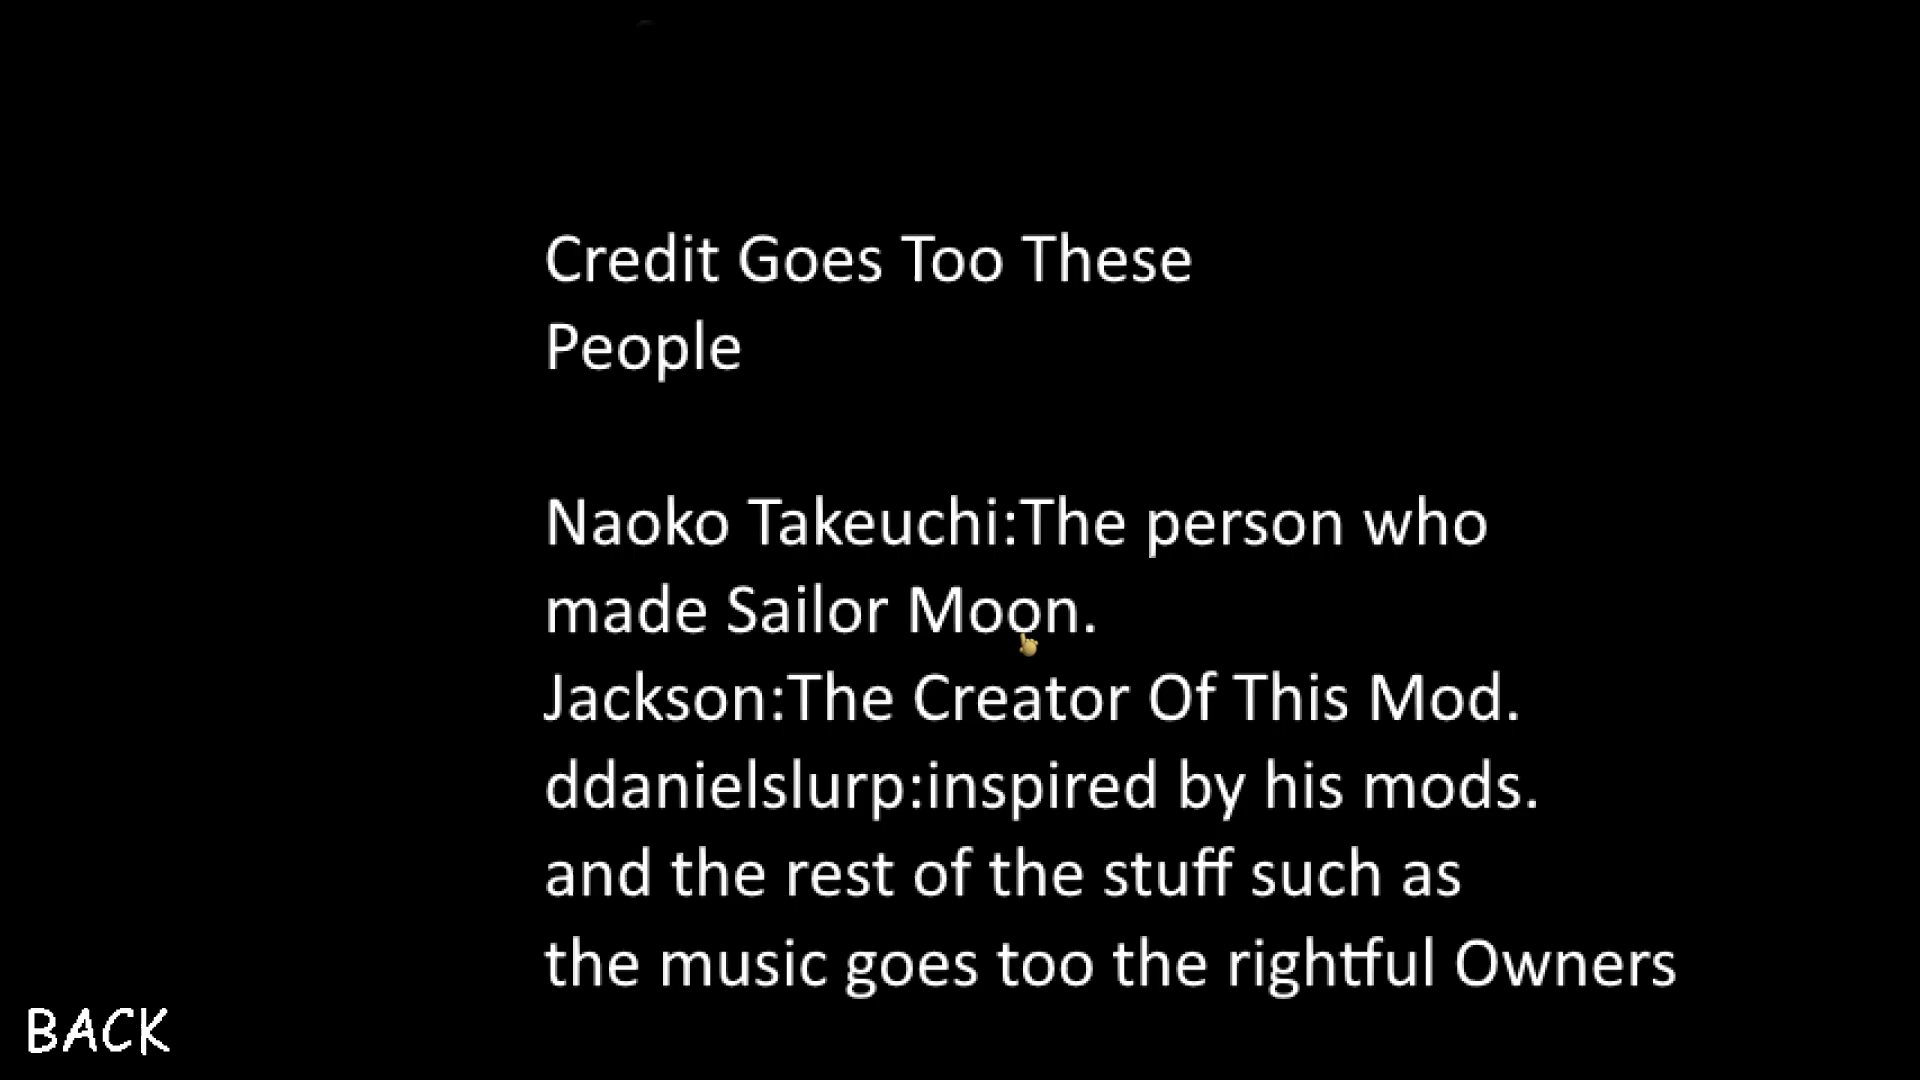 Credit Goes Too These
People
Naoko Takeuchi:The person who
made Sailor Moon.
Jackson:The Creator Of This Mod.
ddanielslurp:inspired by his mods.
and the rest of the stuff such as
the music goes too the rightful Owners
BACK